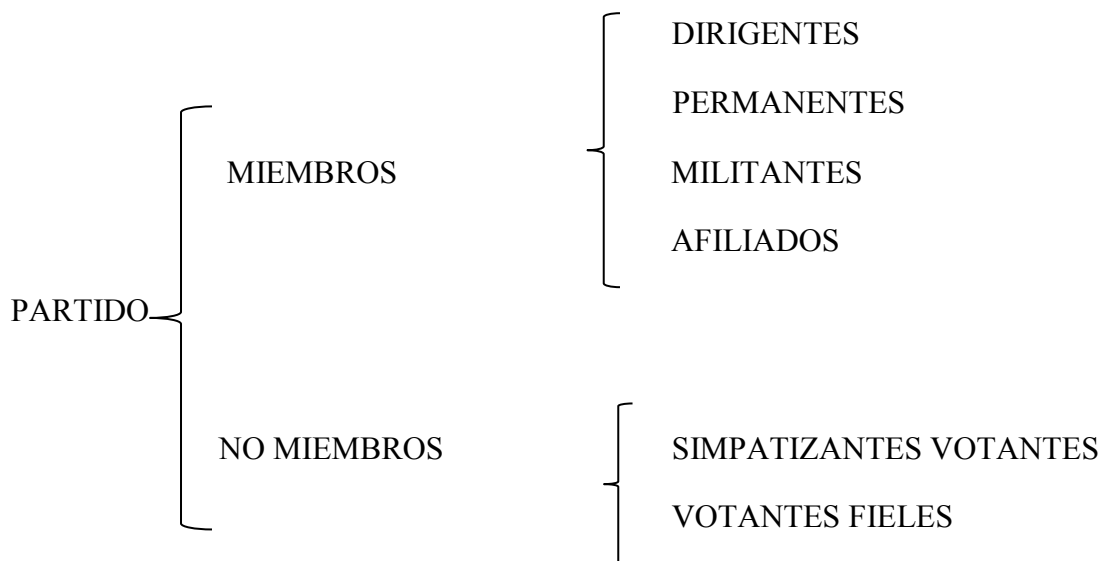 DIRIGENTES
PERMANENTES
MIEMBROS
MILITANTES
AFILIADOS
PARTIDO
NO MIEMBROS
SIMPATIZANTES VOTANTES
VOTANTES FIELES